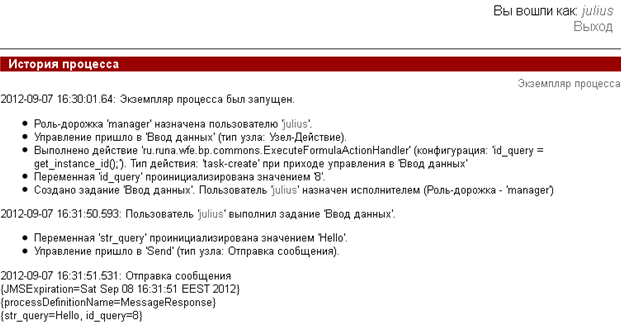 Вы вошли как: julius
Выход
История процесса
Экземпляр процесса
2012-09-07 16:30:01.64: Экземпляр процесса был запущен.
• Роль-дорожка 'manager' назначена пользователю 'julius'.
• Управление пришло в 'Ввод данных' (тип узла: Узел-Действие).
• Выполнено действие 'ru.runa.wfe.bp.commons.ExecuteFormulaActionHandler' (конфигурация: 'id_query =
get_instance_id();'). Тип действия: 'task-create' при приходе управления в 'Ввод данных'
• Переменная 'id_query' проинициализирована значением '8'.
• Создано задание 'Ввод данных'. Пользователь 'julius' назначен исполнителем (Роль-дорожка - 'manager')
2012-09-07 16:31:50.593: Пользователь 'julius' выполнил задание 'Ввод данных'.
• Переменная 'str_query' проинициализирована значением 'Hello'.
• Управление пришло в 'Send' (тип узла: Отправка сообщения).
2012-09-07 16:31:51.531: Отправка сообщения
{JMSExpiration=Sat Sep 08 16:31:51 EEST 2012}
{processDefinitionName=MessageResponse}
{str_query=Hello, id_query=8}